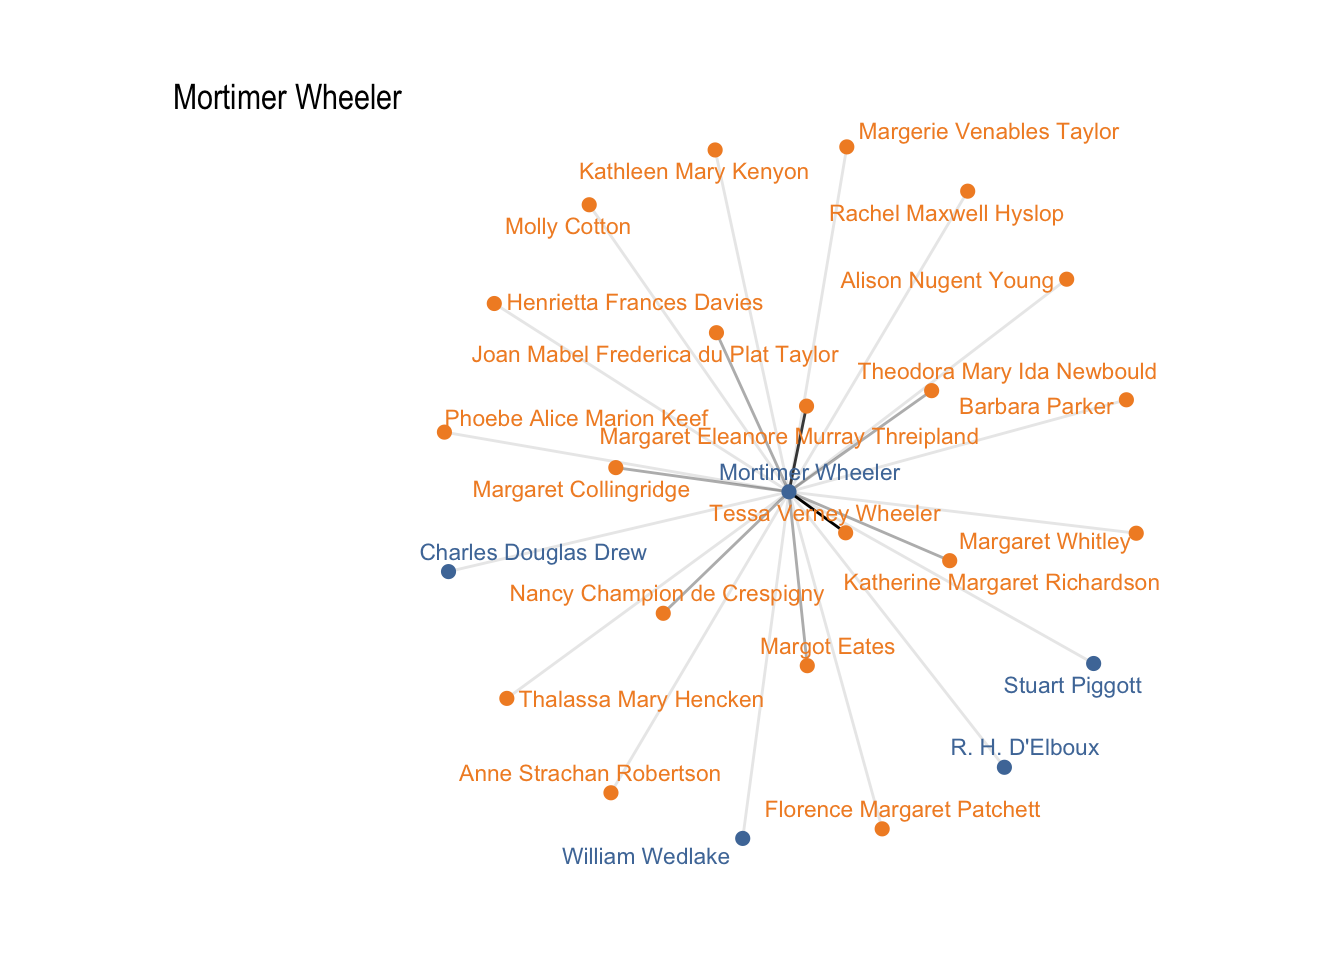 Mortimer Wheeler
Margerie Venables Taylor
Kathleen Mary Kenyon
Rachel Maxwell Hyslop
Molly Cotton
Alison Nugent Young
Henrietta Frances Davies
Joan Mabel Frederica du Plat Taylor
Theodora Mary Ida Newbould
Barbara Parker
Phoebe Alice Marion Keef
Margaret Eleanore Murray Threipland
Mortimer Wheeler
Margaret Collingridge
Tessa Verney Wheeler
Margaret Whitley
Charles Douglas Drew
Katherine Margaret Richardson
Nancy Champion de Crespigny
Margot Eates
Stuart Piggott
Thalassa Mary Hencken
R. H. D'Elboux
Anne Strachan Robertson
Florence Margaret Patchett
William Wedlake